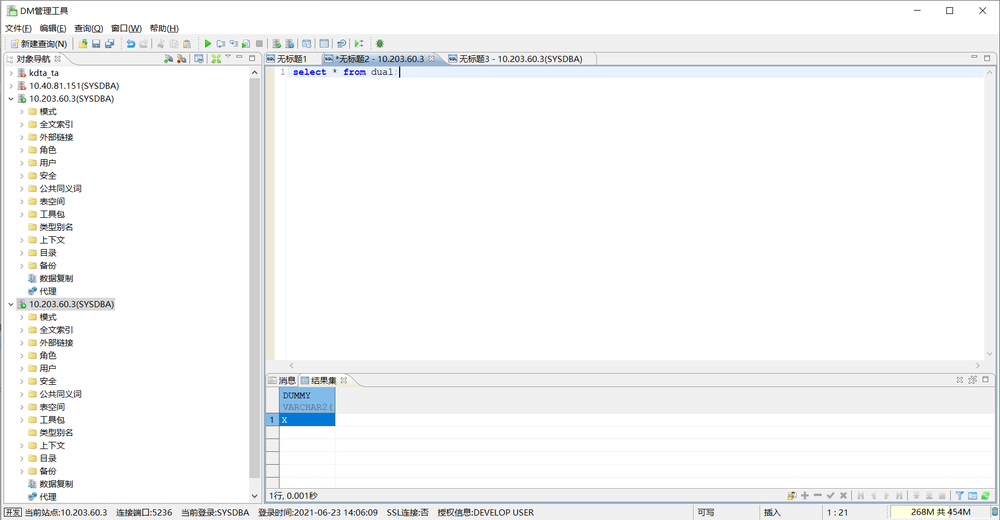 DM管理工具
文件(F) 编辑(E) 查询(Q) 窗口(W) 帮助(H)
新建查询(N)
对象导航
kdta_ta
10.40.81.151(SYSDBA)
10.203.60.3(SYSDBA)
模式
全文索引
外部链接
角色
用户
安全
公共同义词
表空间
工具包
类型别名
上下文
目录
备份
数据复制
代理
10.203.60.3(SYSDBA)
模式
全文索引
外部链接
角色
用户
安全
公共同义词
表空间
工具包
类型别名
上下文
目录
备份
数据复制
代理
无标题1 *无标题2 - 10.203.60.3 无标题3 - 10.203.60.3(SYSDBA)
1 select * from dual;
消息 结果集
DUMMY
VARCHAR2(
1 X
1行, 0.001秒
开发 当前站点:10.203.60.3 连接端口:5236 当前登录:SYSDBA 登录时间:2021-06-23 14:06:09 SSL连接:否 授权信息:DEVELOP USER 可写 插入 1 : 21 268M 共 454M